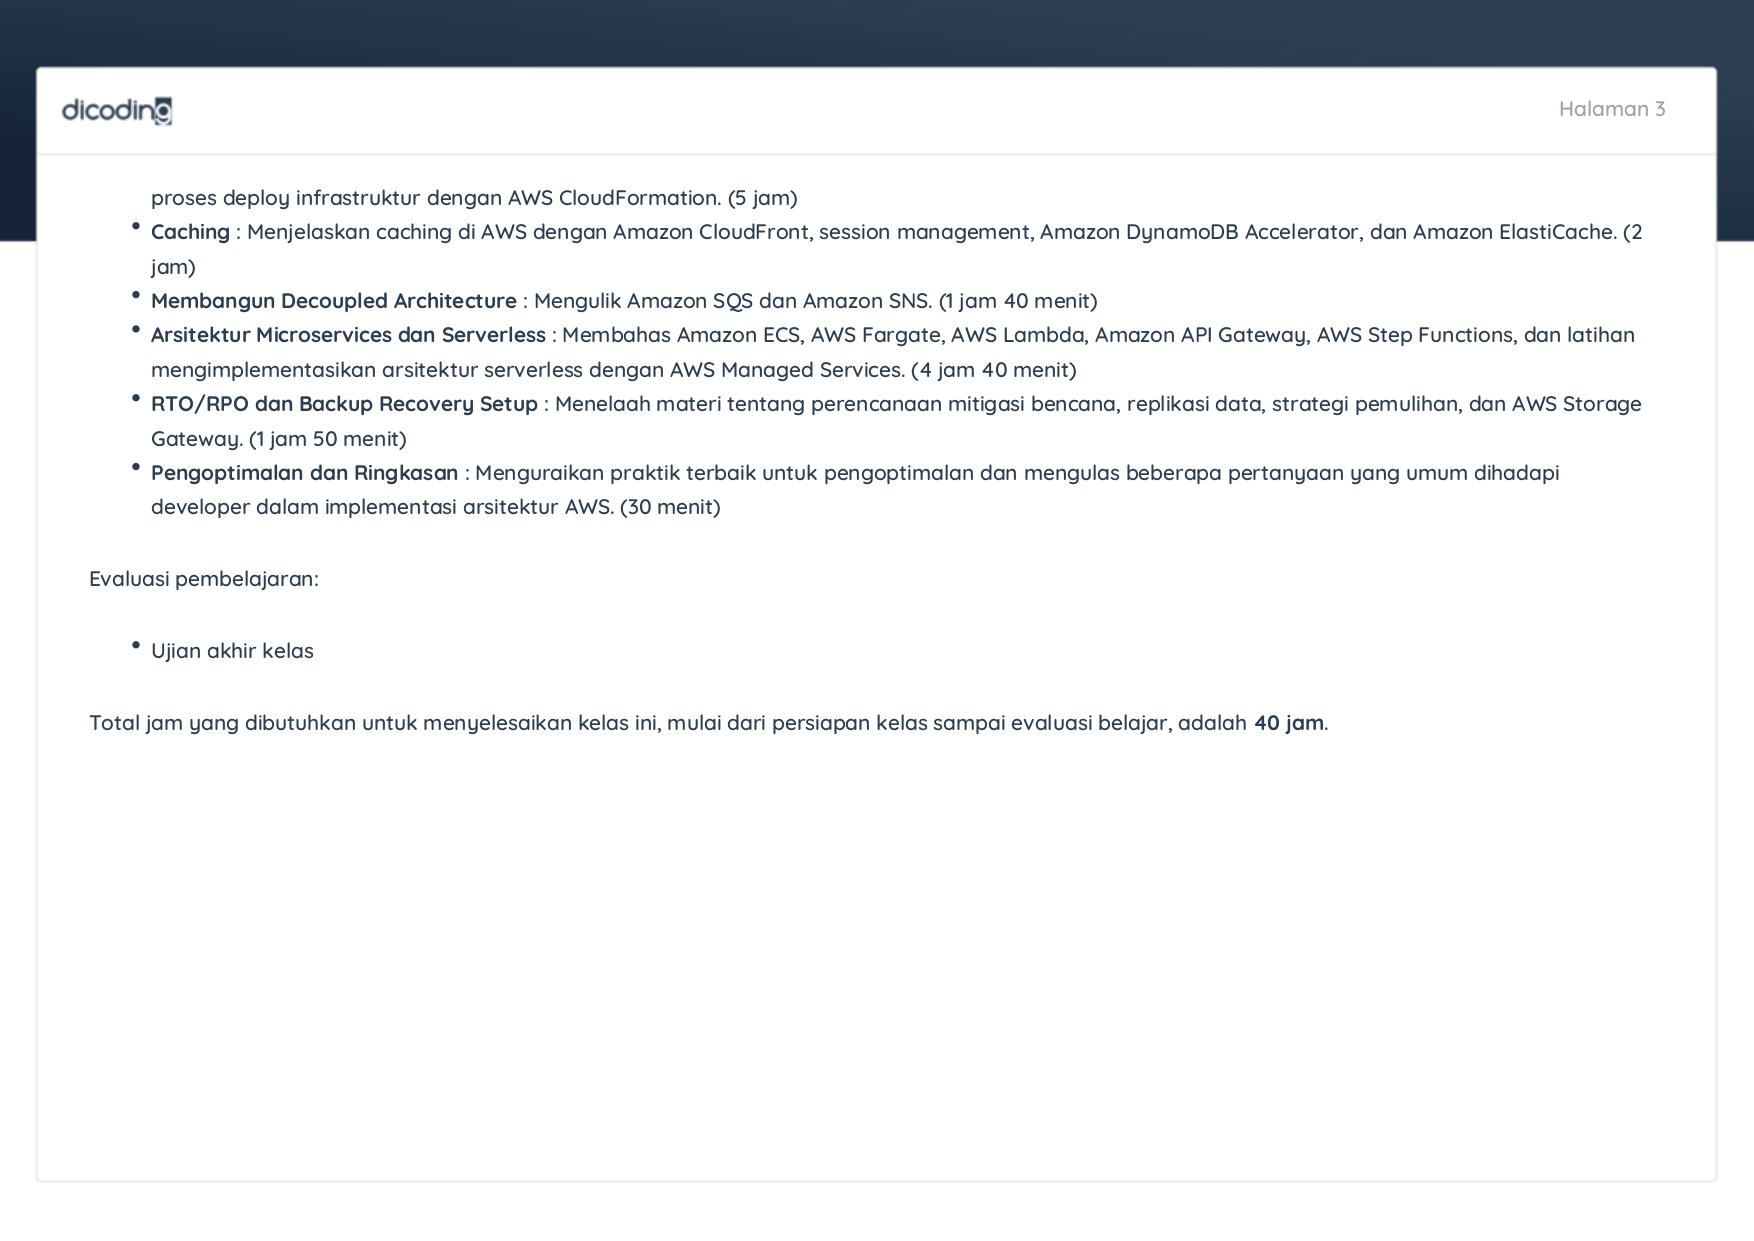 dicoding
Halaman 3
proses deploy infrastruktur dengan AWS CloudFormation. (5 jam)
• Caching : Menjelaskan caching di AWS dengan Amazon CloudFront, session management, Amazon DynamoDB Accelerator, dan Amazon ElastiCache. (2
jam)
• Membangun Decoupled Architecture : Mengulik Amazon SQS dan Amazon SNS. (1 jam 40 menit)
• Arsitektur Microservices dan Serverless : Membahas Amazon ECS, AWS Fargate, AWS Lambda, Amazon API Gateway, AWS Step Functions, dan latihan
mengimplementasikan arsitektur serverless dengan AWS Managed Services. (4 jam 40 menit)
• RTO/RPO dan Backup Recovery Setup : Menelaah materi tentang perencanaan mitigasi bencana, replikasi data, strategi pemulihan, dan AWS Storage
Gateway. (1 jam 50 menit)
• Pengoptimalan dan Ringkasan : Menguraikan praktik terbaik untuk pengoptimalan dan mengulas beberapa pertanyaan yang umum dihadapi
developer dalam implementasi arsitektur AWS. (30 menit)
Evaluasi pembelajaran:
• Ujian akhir kelas
Total jam yang dibutuhkan untuk menyelesaikan kelas ini, mulai dari persiapan kelas sampai evaluasi belajar, adalah 40 jam.